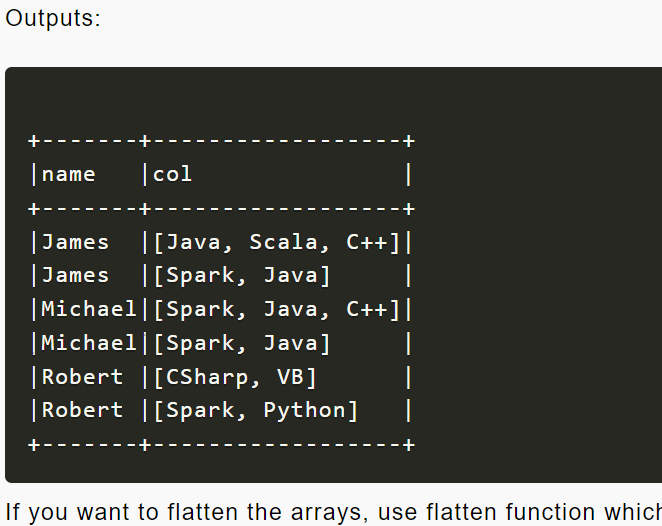 Outputs:
+-------+-------------------+
|name   |col                |
+-------+-------------------+
|James  |[Java, Scala, C++]|
|James  |[Spark, Java]     |
|Michael|[Spark, Java, C++]|
|Michael|[Spark, Java]     |
|Robert |[CSharp, VB]      |
|Robert |[Spark, Python]   |
+-------+-------------------+
If you want to flatten the arrays, use flatten function which